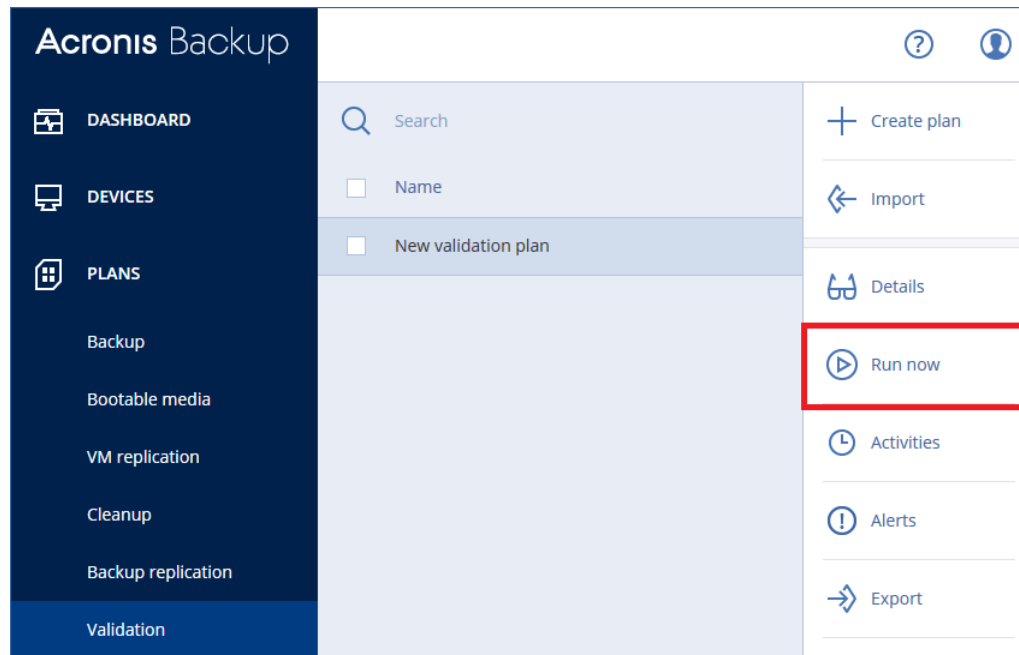 Acronis Backup
DASHBOARD
DEVICES
PLANS
Backup
Bootable media
VM replication
Cleanup
Backup replication
Validation
Search
Name
New validation plan
?
Create plan
Import
Details
Run now
Activities
Alerts
Export